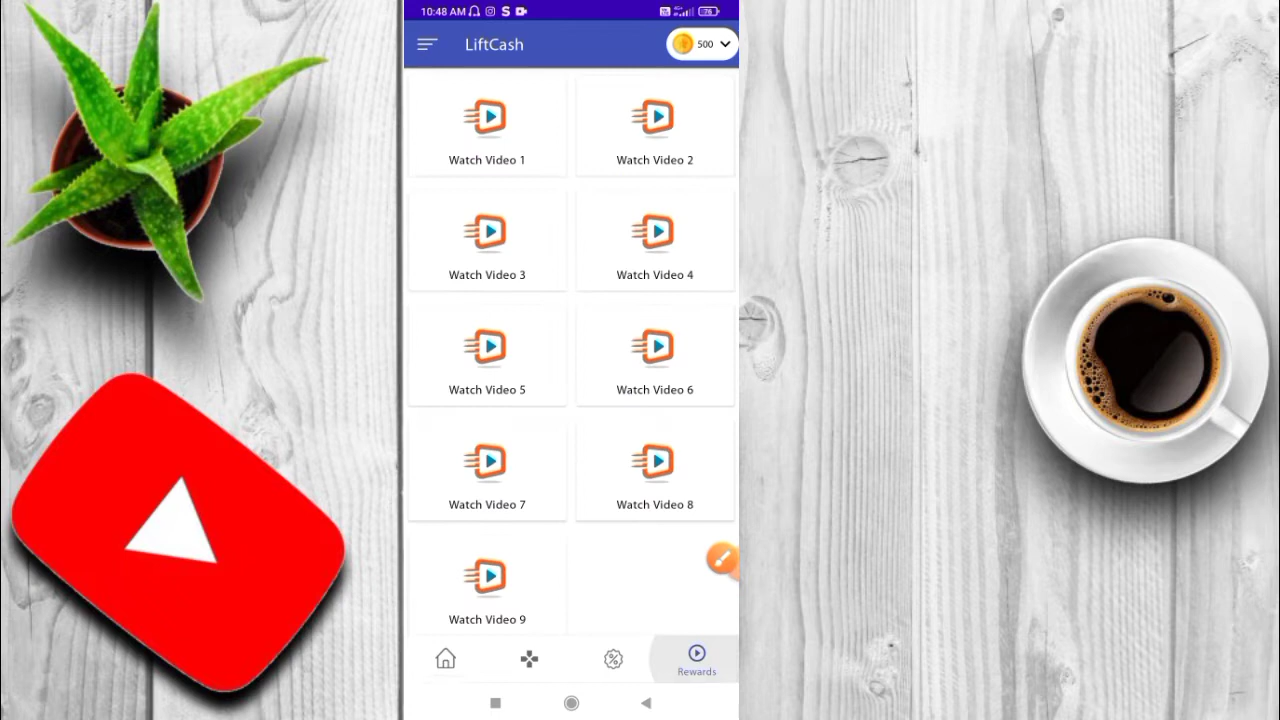 10:48 AM
76
LiftCash
500
Watch Video 1
Watch Video 2
Watch Video 3
Watch Video 4
Watch Video 5
Watch Video 6
Watch Video 7
Watch Video 8
Watch Video 9
Rewards